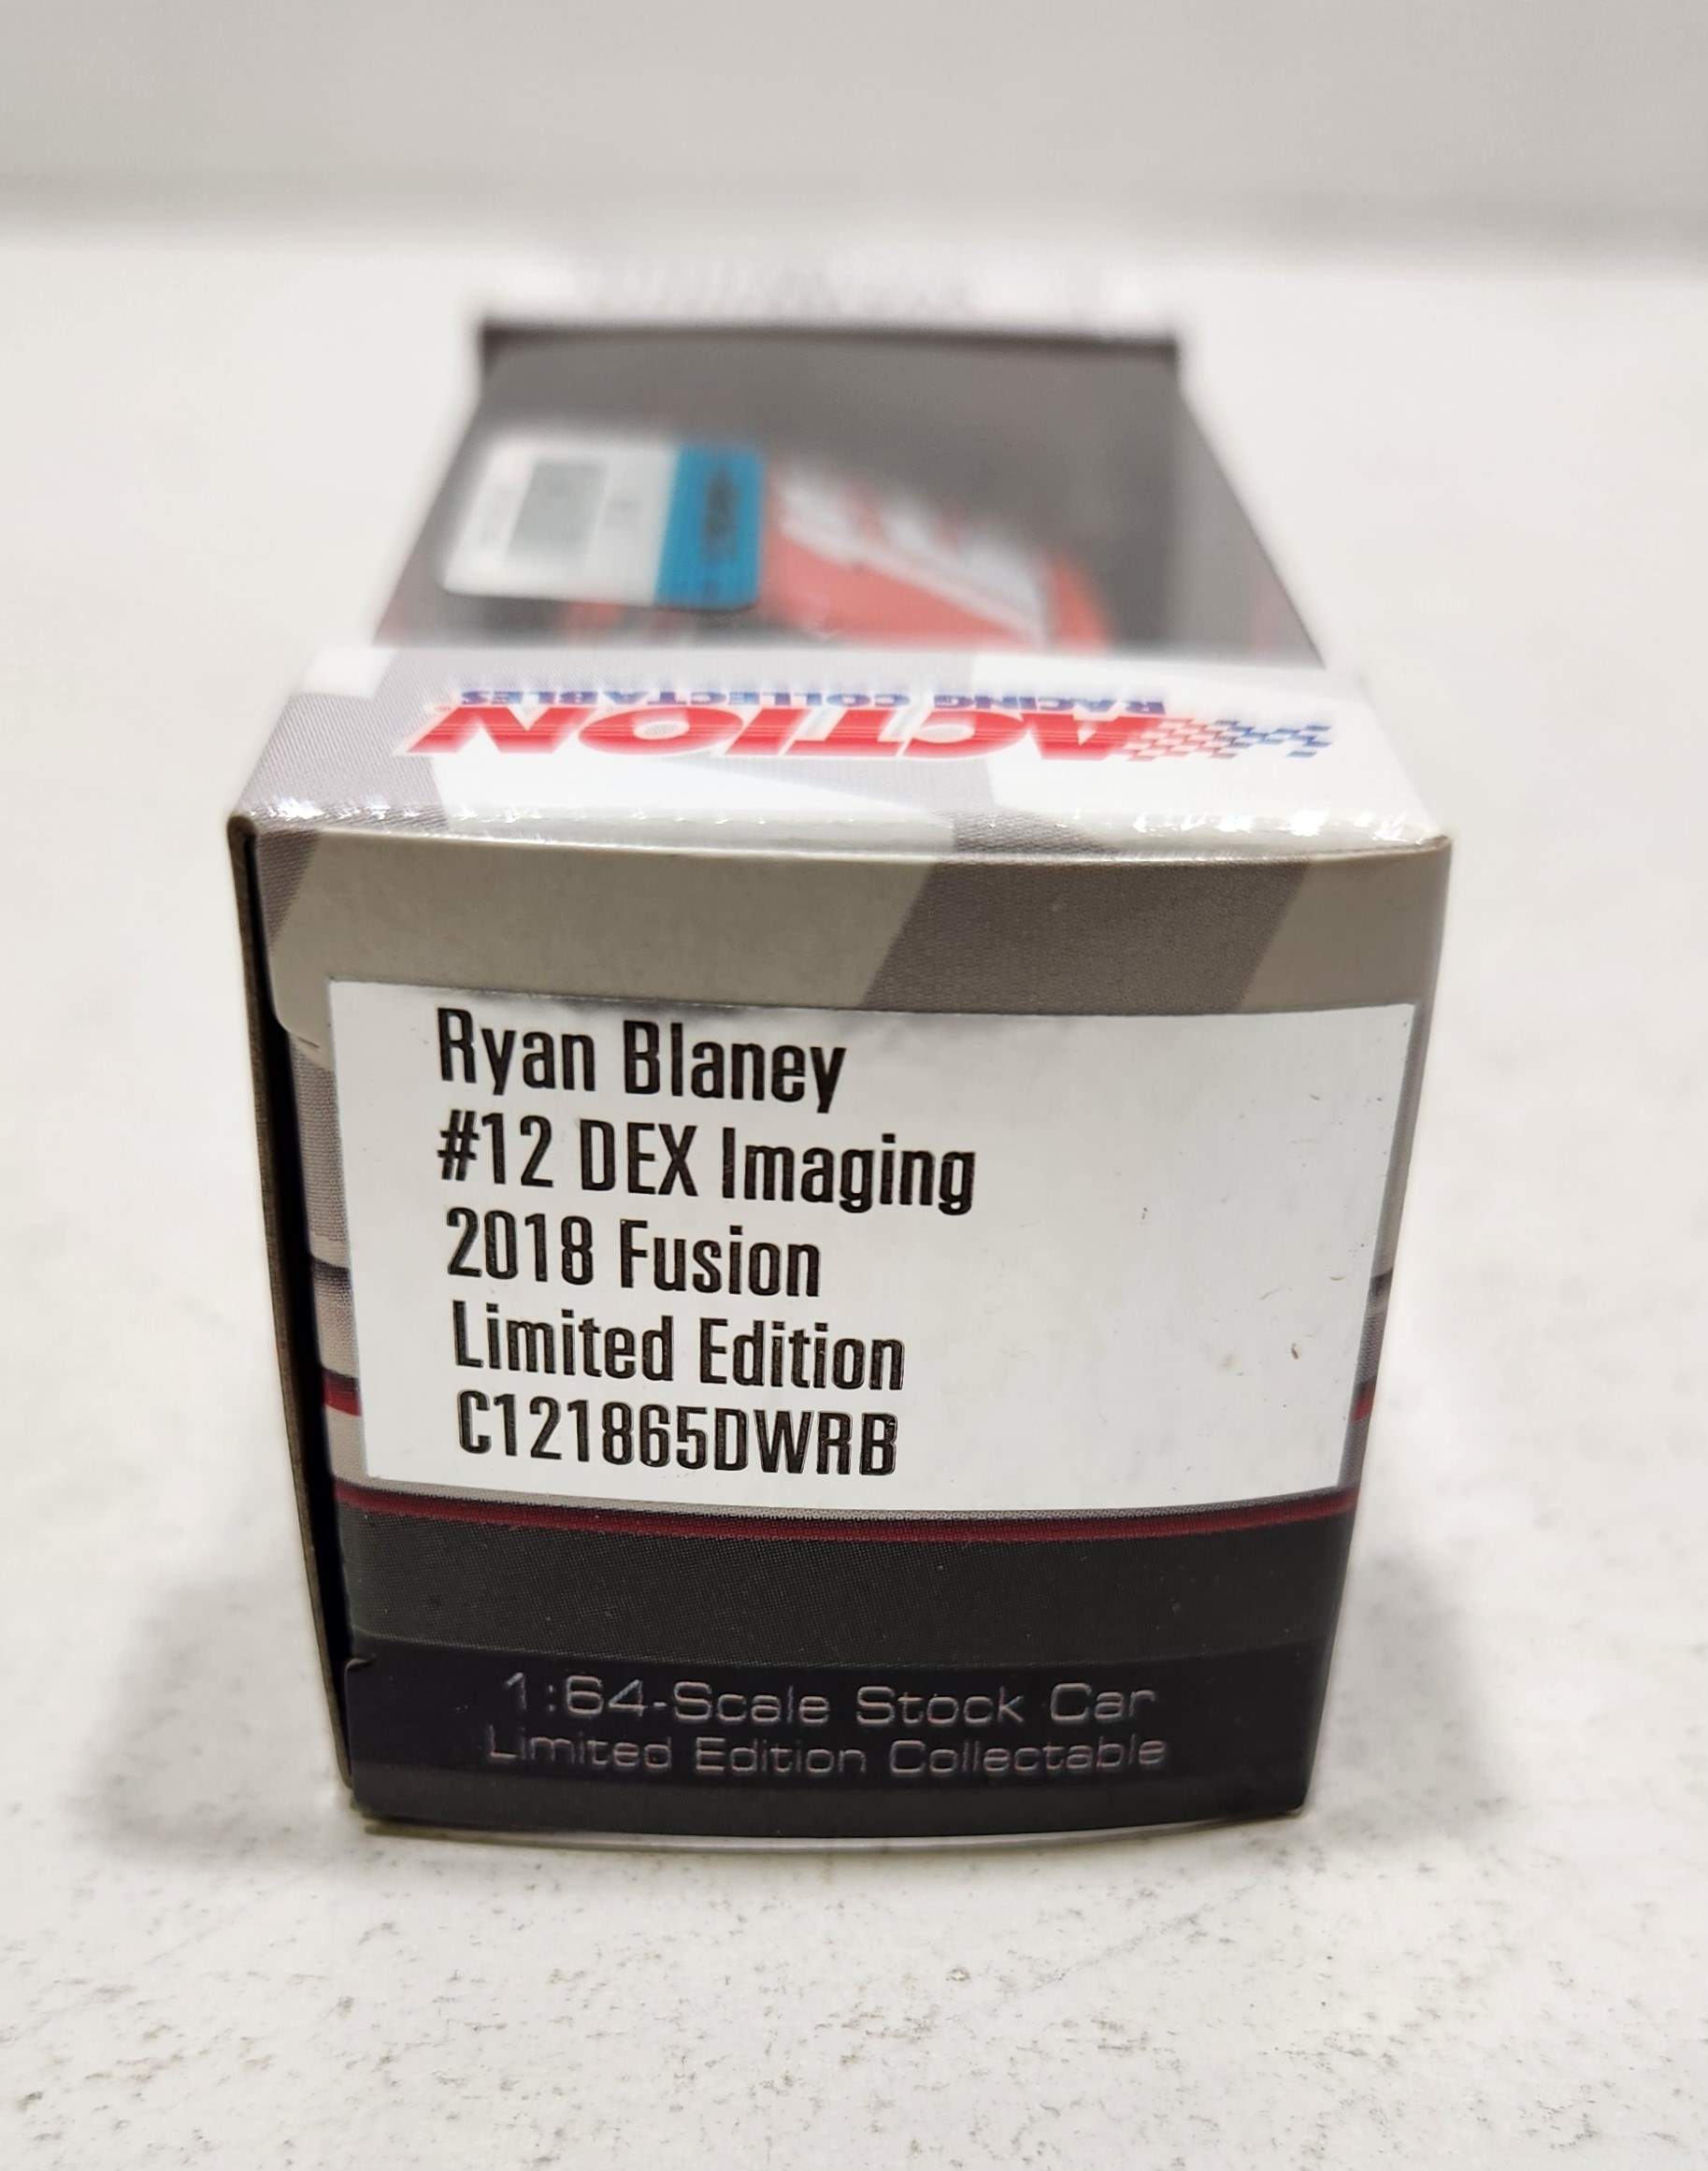 ACTION
RACING COLLECTABLES
Ryan Blaney
#12 DEX Imaging
2018 Fusion
Limited Edition
C121865DWRB
1:64-Scale Stock Car
Limited Edition Collectable